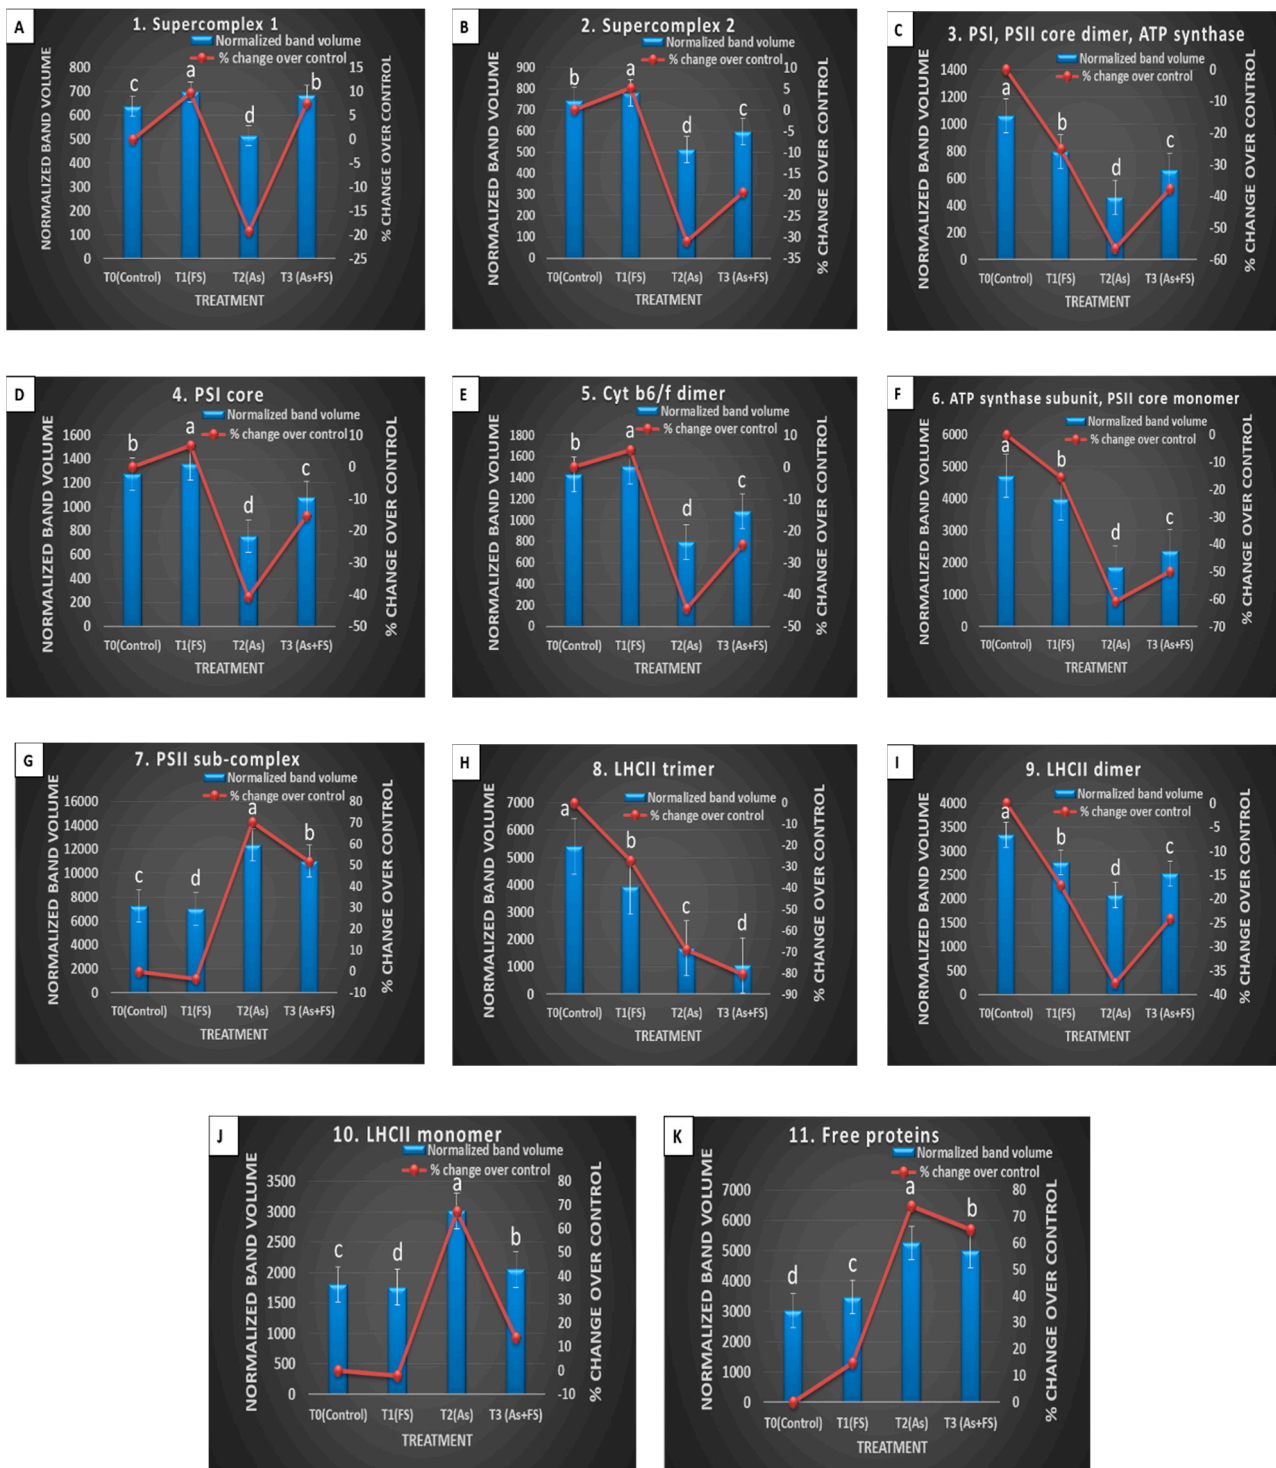 A
1. Supercomplex 1
Normalized band volume
% change over control
NORMALIZED BAND VOLUME
800
700
600
500
400
300
200
100
0
c
a
d
b
15
10
5
0
-5
-10
-15
-20
-25
% CHANGE OVER CONTROL
T0(Control) T1(FS) T2(As) T3 (As+FS)
TREATMENT
B
2. Supercomplex 2
Normalized band volume
% change over control
NORMALIZED BAND VOLUME
900
800
700
600
500
400
300
200
100
0
b
a
d
c
10
5
0
-5
-10
-15
-20
-25
-30
-35
% CHANGE OVER CONTROL
T0(Control) T1(FS) T2(As) T3 (As+FS)
TREATMENT
C
3. PSI, PSII core dimer, ATP synthase
Normalized band volume
% change over control
NORMALIZED BAND VOLUME
1400
1200
1000
800
600
400
200
0
a
b
d
c
0
-10
-20
-30
-40
-50
-60
% CHANGE OVER CONTROL
T0(Control) T1(FS) T2(As) T3 (As+FS)
TREATMENT
D
4. PSI core
Normalized band volume
% change over control
NORMALIZED BAND VOLUME
1600
1400
1200
1000
800
600
400
200
0
b
a
d
c
10
0
-10
-20
-30
-40
-50
% CHANGE OVER CONTROL
T0(Control) T1(FS) T2(As) T3 (As+FS)
TREATMENT
E
5. Cyt b6/f dimer
Normalized band volume
% change over control
NORMALIZED BAND VOLUME
1800
1600
1400
1200
1000
800
600
400
200
0
b
a
d
c
10
0
-10
-20
-30
-40
-50
% CHANGE OVER CONTROL
T0(Control) T1(FS) T2(As) T3 (As+FS)
TREATMENT
F
6. ATP synthase subunit, PSII core monomer
Normalized band volume
% change over control
NORMALIZED BAND VOLUME
6000
5000
4000
3000
2000
1000
0
a
b
d
c
0
-10
-20
-30
-40
-50
-60
-70
% CHANGE OVER CONTROL
T0(Control) T1(FS) T2(As) T3 (As+FS)
TREATMENT
G
7. PSII sub-complex
Normalized band volume
% change over control
NORMALIZED BAND VOLUME
16000
14000
12000
10000
8000
6000
4000
2000
0
c
d
a
b
80
70
60
50
40
30
20
10
0
-10
% CHANGE OVER CONTROL
T0(Control) T1(FS) T2(As) T3 (As+FS)
TREATMENT
H
8. LHCII trimer
Normalized band volume
% change over control
NORMALIZED BAND VOLUME
7000
6000
5000
4000
3000
2000
1000
0
a
b
c
d
0
-10
-20
-30
-40
-50
-60
-70
-80
-90
% CHANGE OVER CONTROL
T0(Control) T1(FS) T2(As) T3 (As+FS)
TREATMENT
I
9. LHCII dimer
Normalized band volume
% change over control
NORMALIZED BAND VOLUME
4000
3500
3000
2500
2000
1500
1000
500
0
a
b
d
c
0
-5
-10
-15
-20
-25
-30
-35
-40
% CHANGE OVER CONTROL
T0(Control) T1(FS) T2(As) T3 (As+FS)
TREATMENT
J
10. LHCII monomer
Normalized band volume
% change over control
NORMALIZED BAND VOLUME
3500
3000
2500
2000
1500
1000
500
0
c
d
a
b
80
70
60
50
40
30
20
10
0
-10
% CHANGE OVER CONTROL
T0(Control) T1(FS) T2(As) T3 (As+FS)
TREATMENT
K
11. Free proteins
Normalized band volume
% change over control
NORMALIZED BAND VOLUME
7000
6000
5000
4000
3000
2000
1000
0
d
c
a
b
80
70
60
50
40
30
20
10
0
% CHANGE OVER CONTROL
T0(Control) T1(FS) T2(As) T3 (As+FS)
TREATMENT